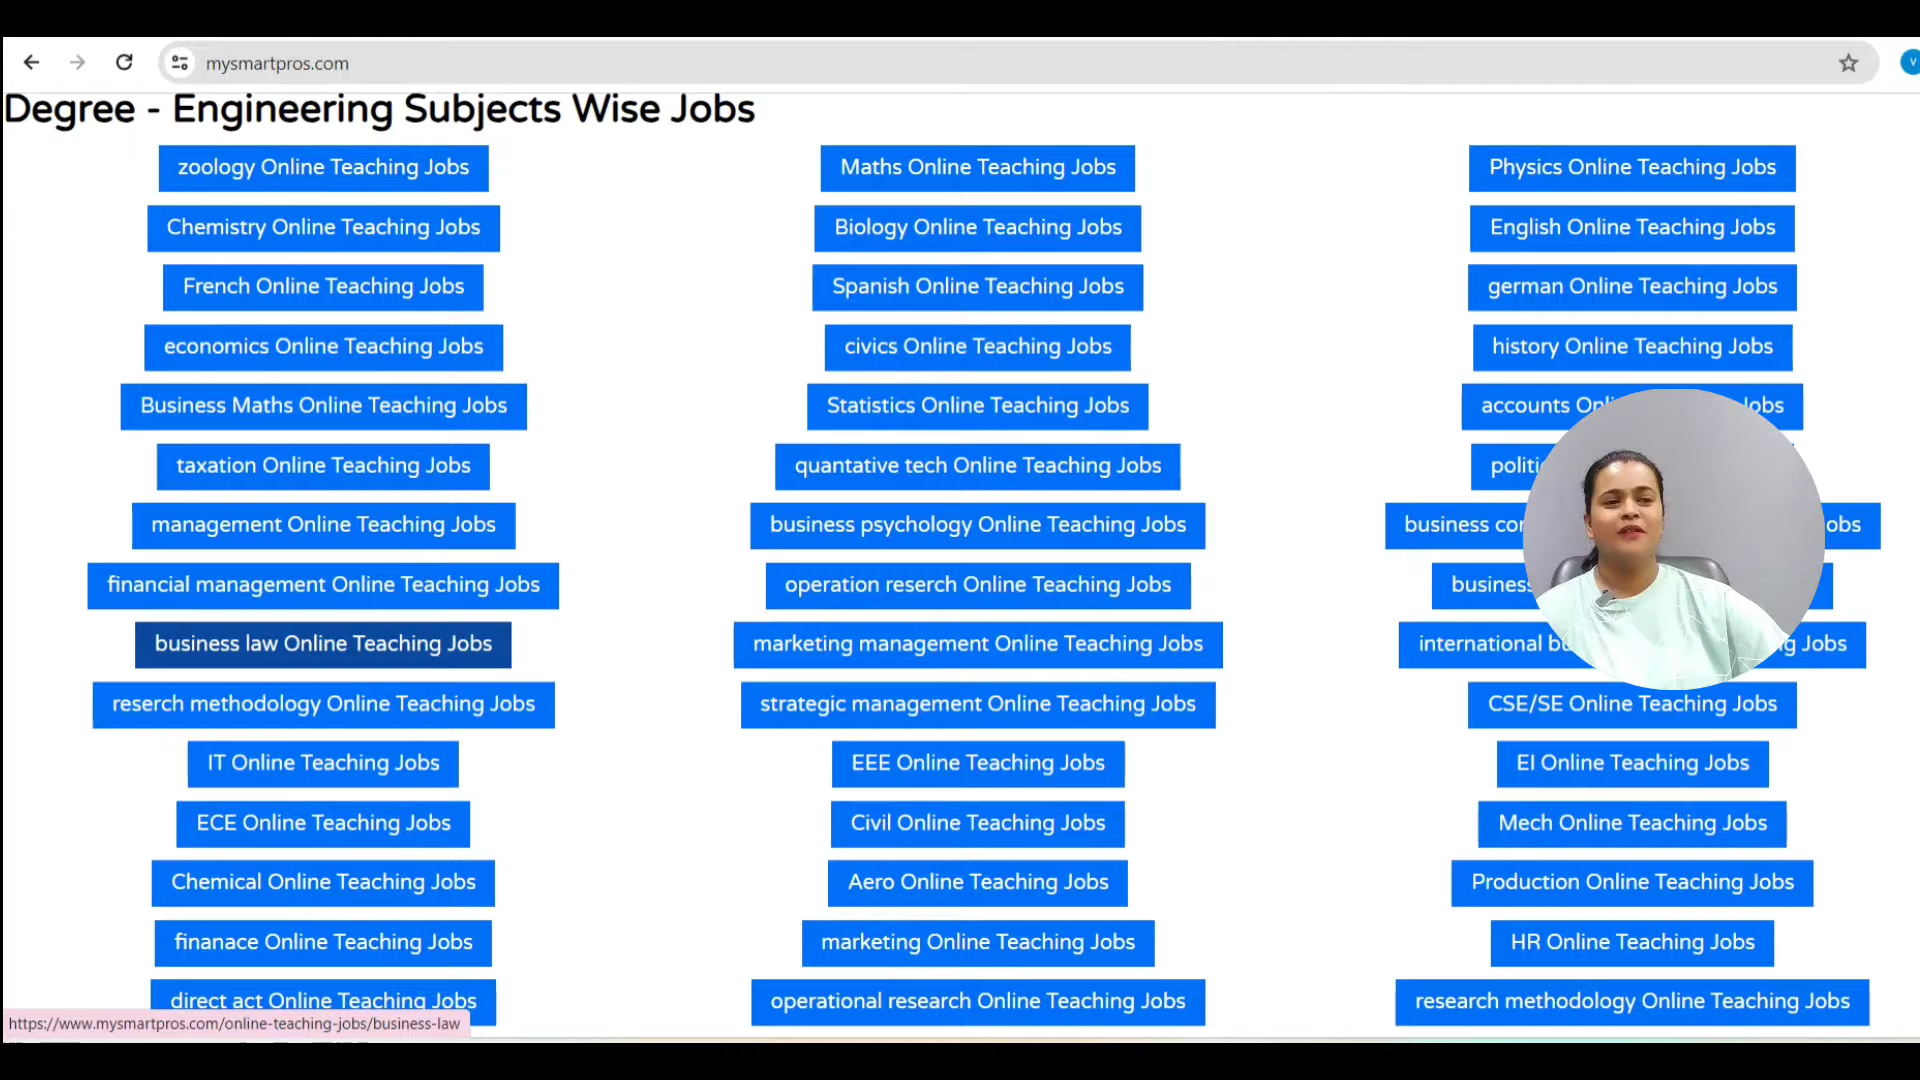 mysmartpros.com
V
Degree - Engineering Subjects Wise Jobs
zoology Online Teaching Jobs
Maths Online Teaching Jobs
Physics Online Teaching Jobs
Chemistry Online Teaching Jobs
Biology Online Teaching Jobs
English Online Teaching Jobs
French Online Teaching Jobs
Spanish Online Teaching Jobs
german Online Teaching Jobs
economics Online Teaching Jobs
civics Online Teaching Jobs
history Online Teaching Jobs
Business Maths Online Teaching Jobs
Statistics Online Teaching Jobs
accounts
taxation Online Teaching Jobs
quantative tech Online Teaching Jobs
management Online Teaching Jobs
business psychology Online Teaching Jobs
business
financial management Online Teaching Jobs
operation reserch Online Teaching Jobs
business
business law Online Teaching Jobs
marketing management Online Teaching Jobs
international Jobs
reserch methodology Online Teaching Jobs
strategic management Online Teaching Jobs
CSE/SE Online Teaching Jobs
IT Online Teaching Jobs
EEE Online Teaching Jobs
EI Online Teaching Jobs
ECE Online Teaching Jobs
Civil Online Teaching Jobs
Mech Online Teaching Jobs
Chemical Online Teaching Jobs
Aero Online Teaching Jobs
Production Online Teaching Jobs
finanace Online Teaching Jobs
marketing Online Teaching Jobs
HR Online Teaching Jobs
direct act Online Teaching Jobs
operational research Online Teaching Jobs
research methodology Online Teaching Jobs
https://www.mysmartpros.com/online-teaching-jobs/business-law